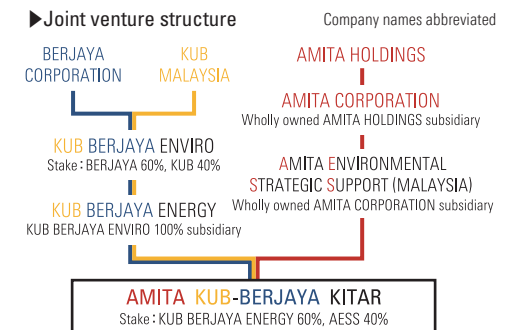 ▶Joint venture structure
Company names abbreviated
BERJAYA
CORPORATION
KUB
MALAYSIA
KUB BERJAYA ENVIRO
Stake：BERJAYA 60%, KUB 40%
KUB BERJAYA ENERGY
KUB BERJAYA ENVIRO 100% subsidiary
AMITA HOLDINGS
AMITA CORPORATION
Wholly owned AMITA HOLDINGS subsidiary
AMITA ENVIRONMENTAL
STRATEGIC SUPPORT (MALAYSIA)
Wholly owned AMITA CORPORATION subsidiary
AMITA KUB-BERJAYA KITAR
Stake：KUB BERJAYA ENERGY 60%, AESS 40%